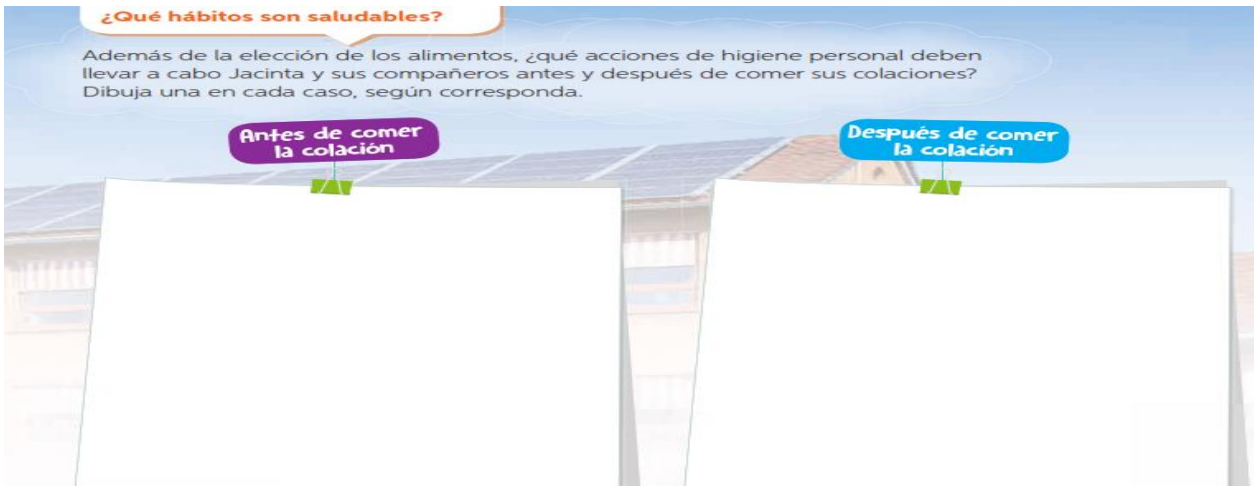 ¿Qué hábitos son saludables?
Además de la elección de los alimentos, ¿qué acciones de higiene personal deben
llevar a cabo Jacinta y sus compañeros antes y después de comer sus colaciones?
Dibuja una en cada caso, según corresponda.
Antes de comer
la colación
Después de comer
la colación